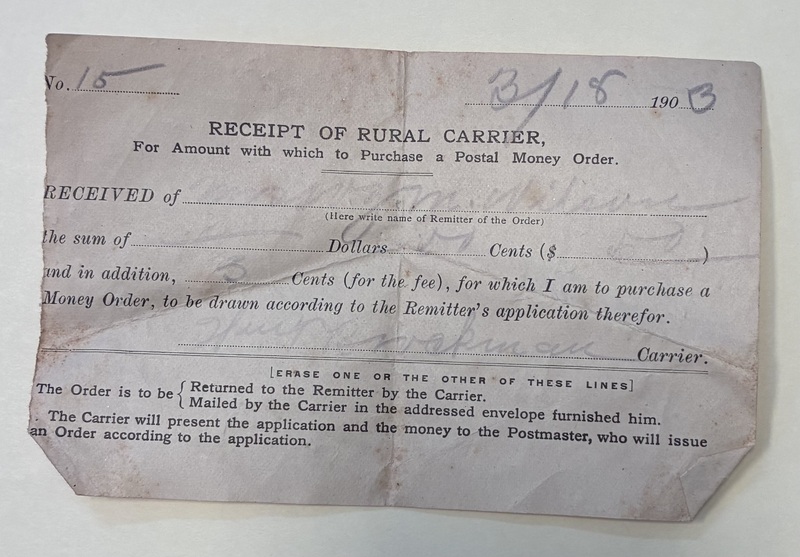 No. 15 3/18 1903
RECEIPT OF RURAL CARRIER,
For Amount with which to Purchase a Postal Money Order.
RECEIVED of
(Here write name of Remitter of the Order)
the sum of Dollars 50 Cents ($ 50 )
and in addition, 3 Cents (for the fee), for which I am to purchase a
Money Order, to be drawn according to the Remitter's application therefor.
Carrier.
[ERASE ONE OR THE OTHER OF THESE LINES]
The Order is to be { Returned to the Remitter by the Carrier.
Mailed by the Carrier in the addressed envelope furnished him.
. The Carrier will present the application and the money to the Postmaster, who will issue
an Order according to the application.